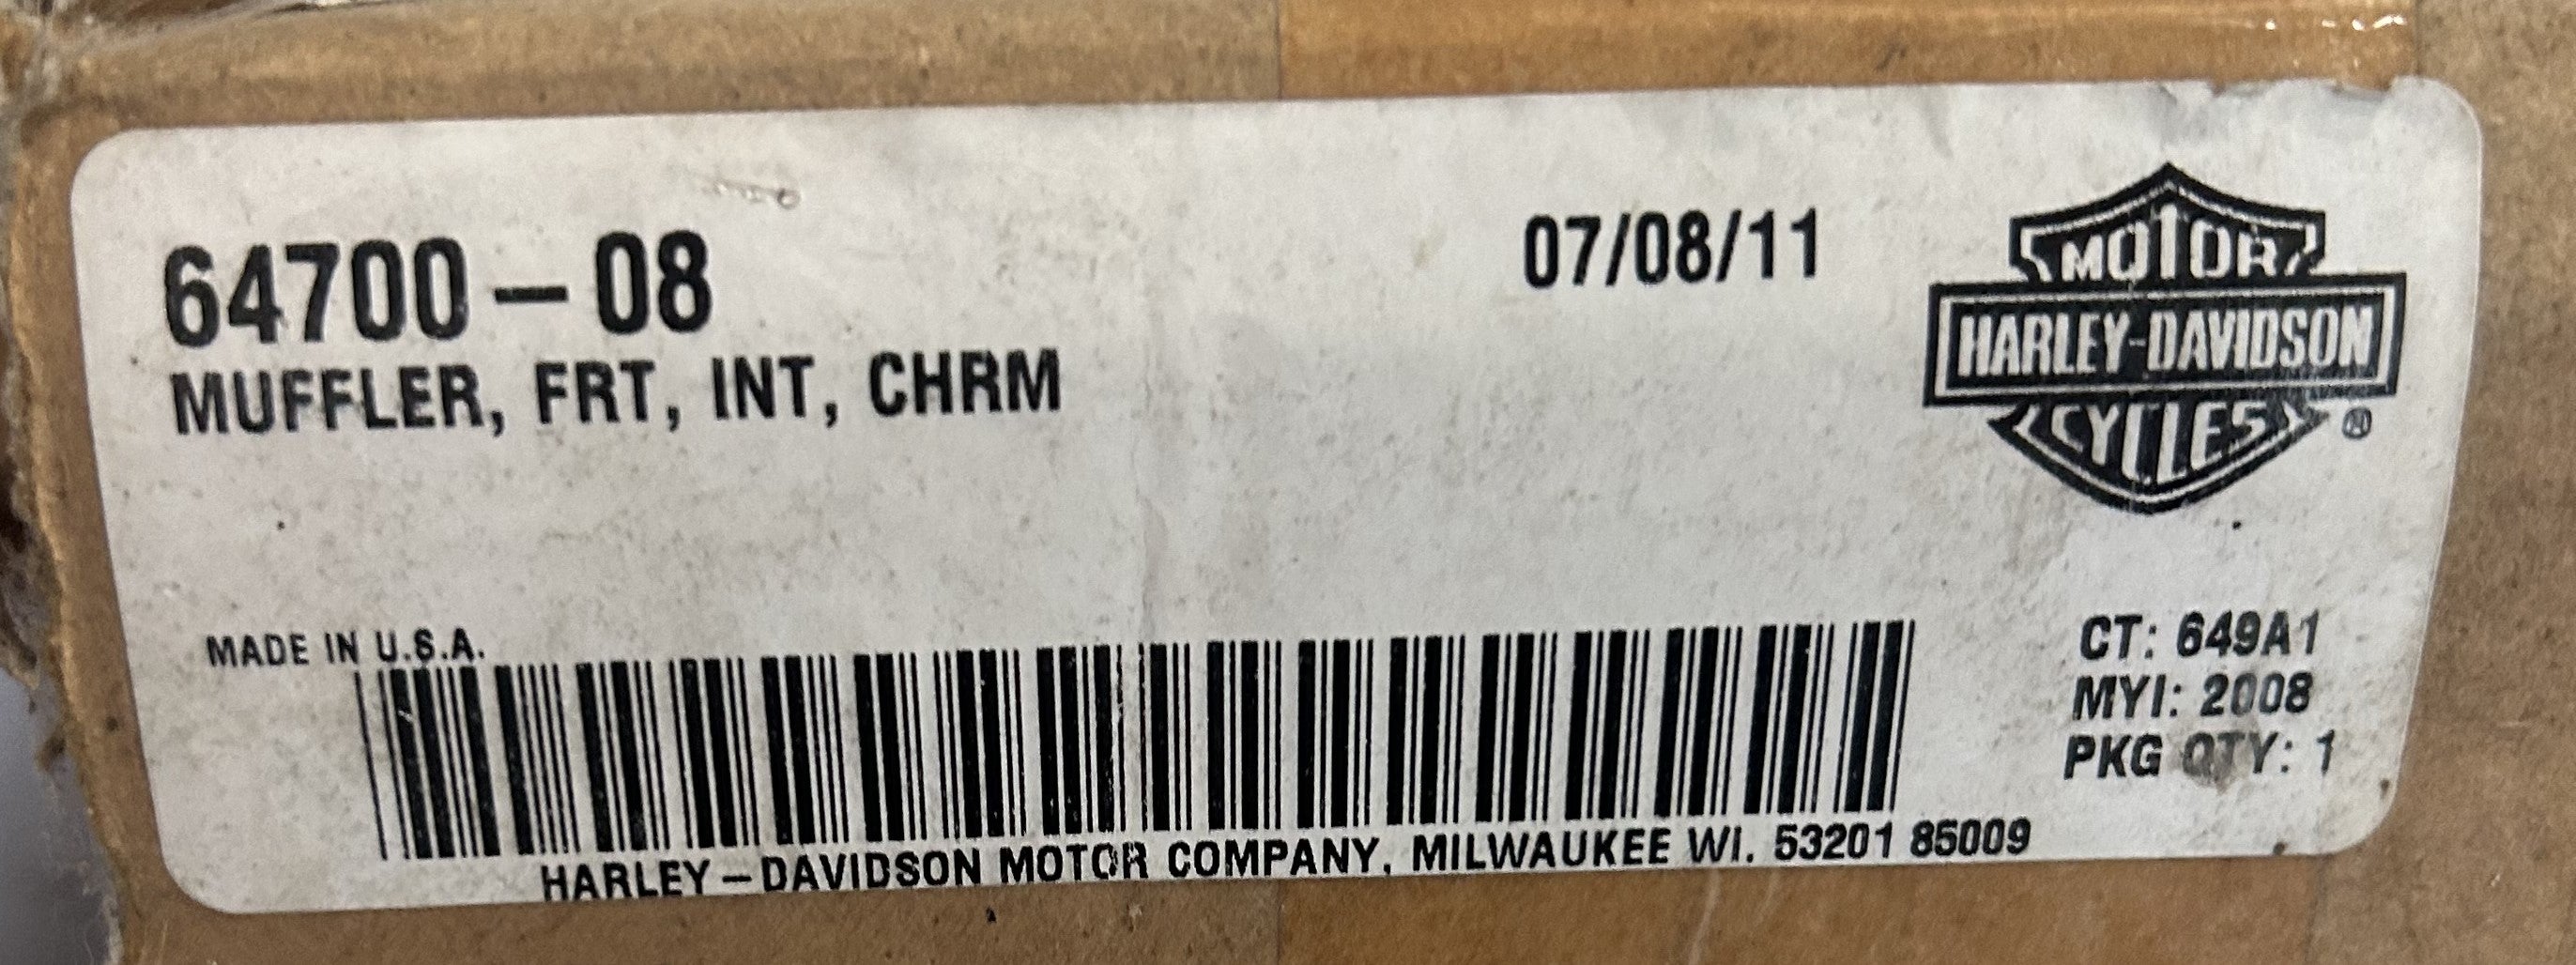 64700-08
MUFFLER, FRT, INT, CHRM
07/08/11
MOTOR
HARLEY-DAVIDSON
CYCLES
®
MADE IN U.S.A.
CT: 649A1
MYI: 2008
PKG QTY: 1
HARLEY-DAVIDSON MOTOR COMPANY, MILWAUKEE WI. 53201 85009